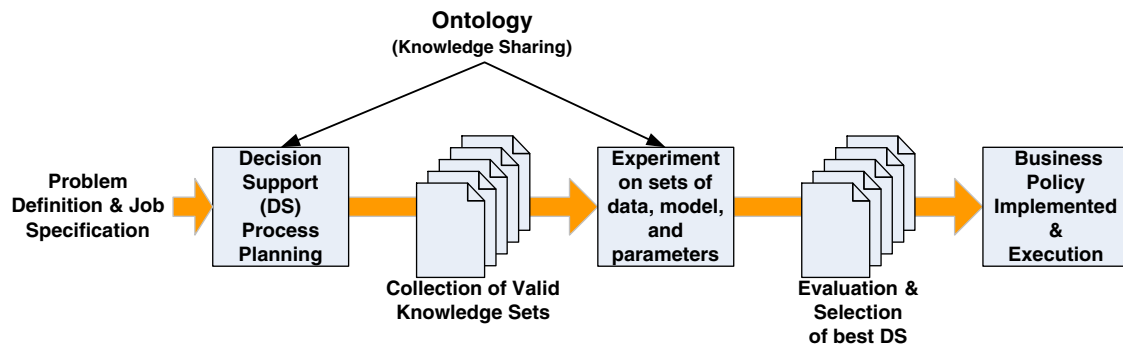 Ontology
(Knowledge Sharing)
Problem
Definition & Job
Specification
Decision
Support
(DS)
Process
Planning
Collection of Valid
Knowledge Sets
Experiment
on sets of
data, model,
and
parameters
Evaluation &
Selection
of best DS
Business
Policy
Implemented
&
Execution